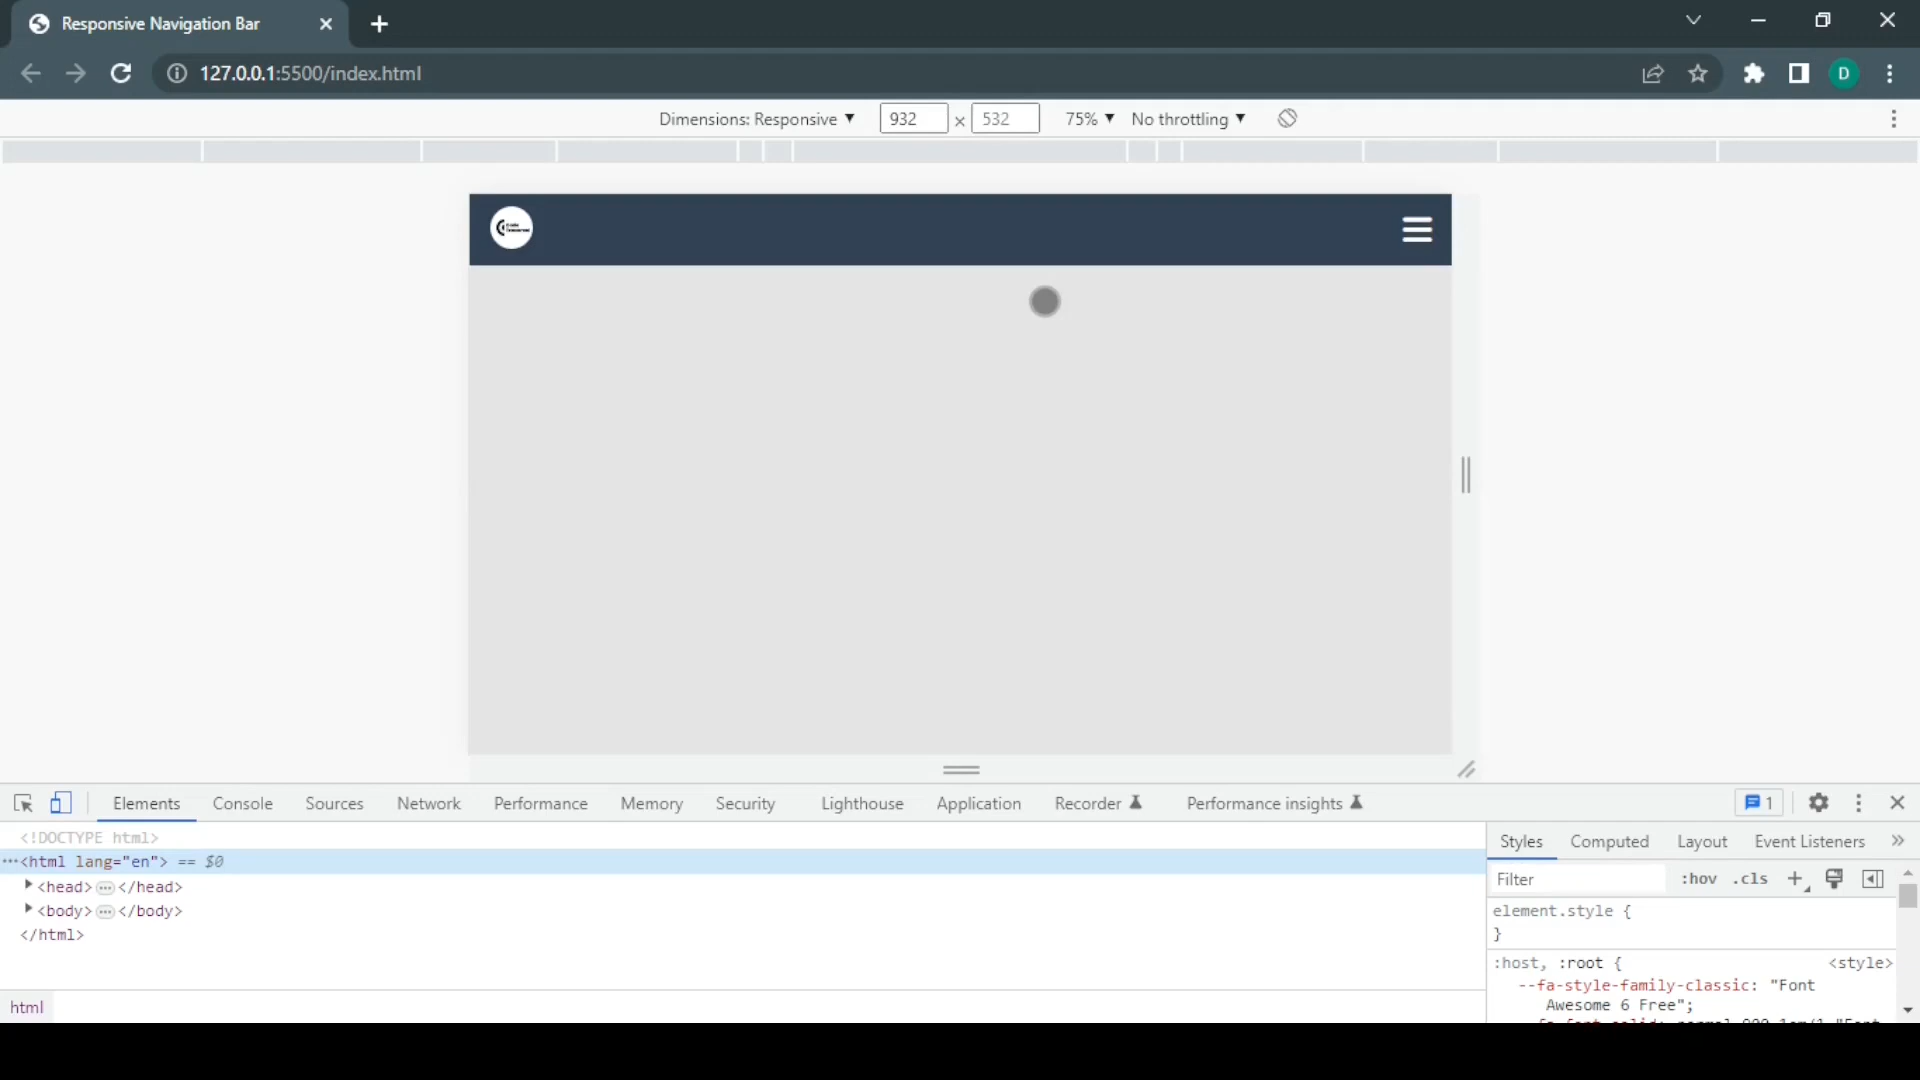 Responsive Navigation Bar
127.0.0.1:5500/index.html
D
Dimensions: Responsive 932 × 532 75% No throttling
Elements Console Sources Network Performance Memory Security Lighthouse Application Recorder Performance insights 1
<!DOCTYPE html>
<html lang="en"> == $0
<head> </head>
<body> </body>
</html>
html
Styles Computed Layout Event Listeners
Filter :hov .cls
element.style {
}
:host, :root { <style>
--fa-style-family-classic: "Font
Awesome 6 Free";